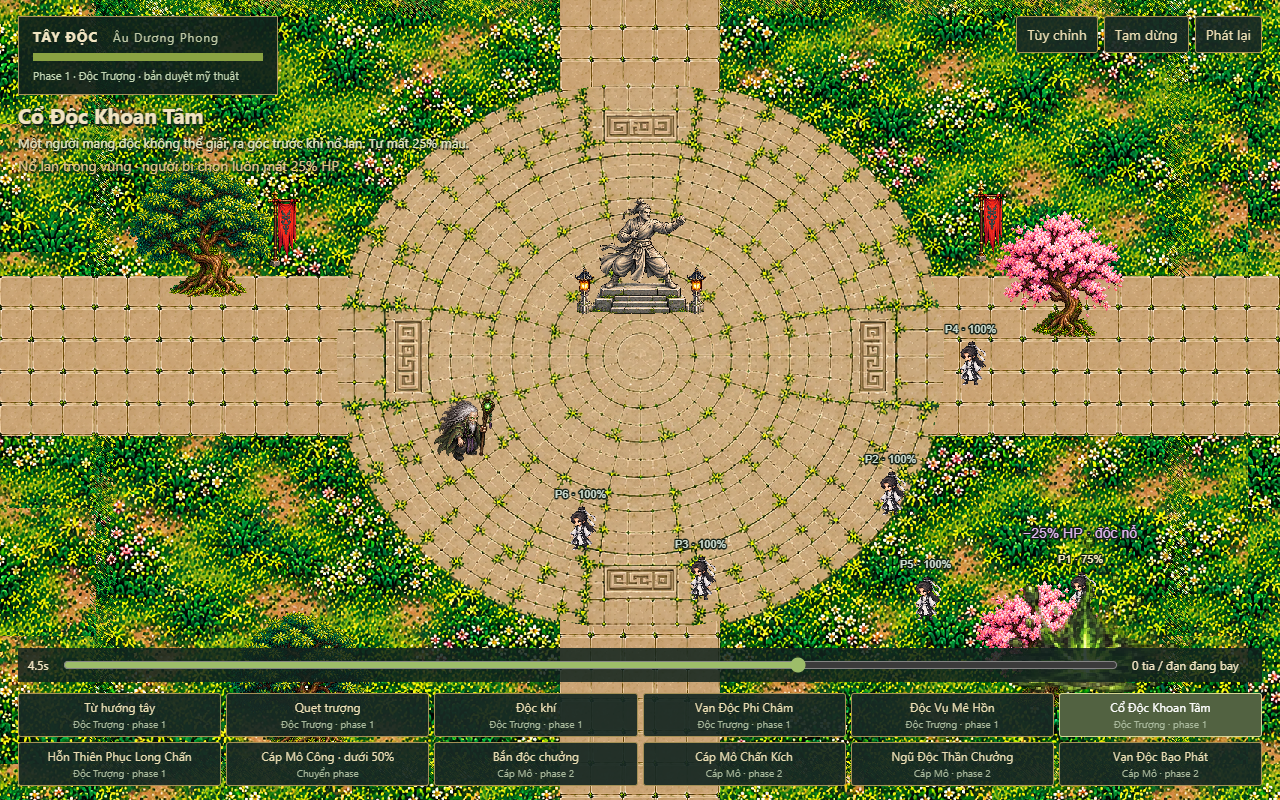 TÂY ĐỘC Âu Dương Phong
Phase 1 · Độc Trượng · bản duyệt mỹ thuật
Tùy chỉnh
Tạm dừng
Phát lại
Cổ Độc Khoan Tâm
Một người mang độc không thể giải; ra góc trước khi nổ lan. Tự mất 25% máu.
Nổ lan trong vùng · người bị chọn luôn mất 25% HP
P4 · 100%
P2 · 100%
P6 · 100%
P3 · 100%
−25% HP · độc nổ
P5 · 100%
P1 · 75%
4.5s
0 tia / đạn đang bay
Từ hướng tây
Độc Trượng · phase 1
Quẹt trượng
Độc Trượng · phase 1
Độc khí
Độc Trượng · phase 1
Vạn Độc Phi Châm
Độc Trượng · phase 1
Độc Vụ Mê Hồn
Độc Trượng · phase 1
Cổ Độc Khoan Tâm
Độc Trượng · phase 1
Hỗn Thiên Phục Long Chấn
Độc Trượng · phase 1
Cáp Mô Công · dưới 50%
Chuyển phase
Bắn độc chưởng
Cáp Mô · phase 2
Cáp Mô Chấn Kích
Cáp Mô · phase 2
Ngũ Độc Thần Chưởng
Cáp Mô · phase 2
Vạn Độc Bạo Phát
Cáp Mô · phase 2